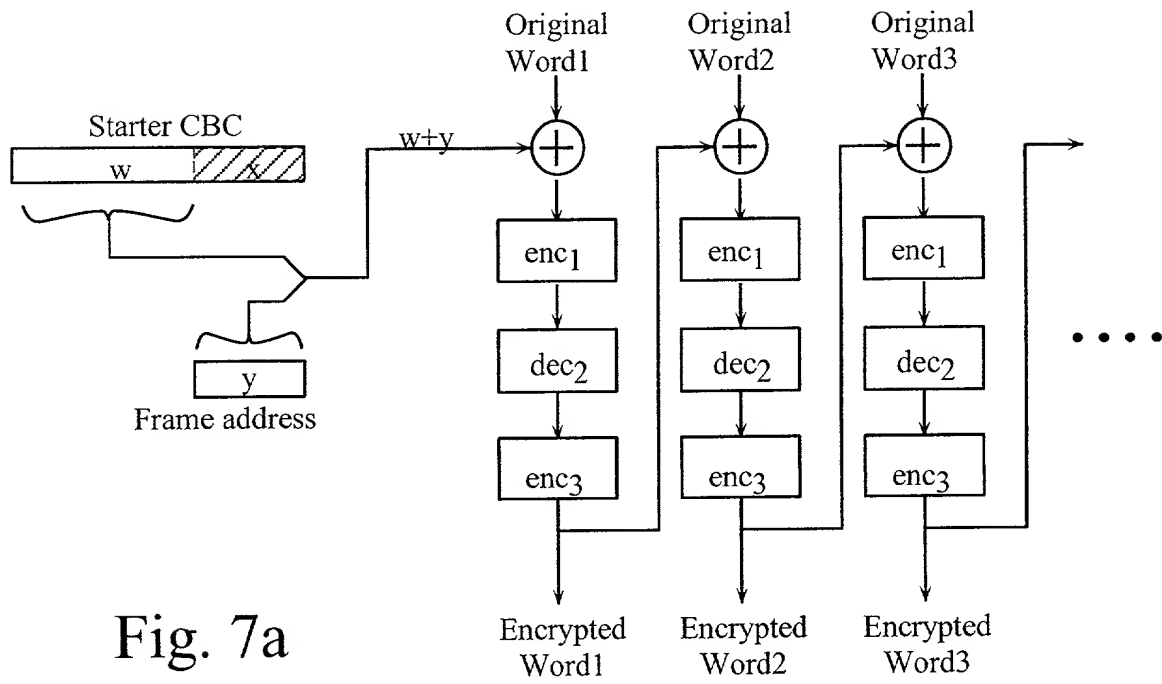 Original
Word1
Original
Word2
Original
Word3
Starter CBC
w
x
w+y
y
Frame address
enc1
dec2
enc3
enc1
dec2
enc3
enc1
dec2
enc3
Encrypted
Word1
Encrypted
Word2
Encrypted
Word3
Fig. 7a